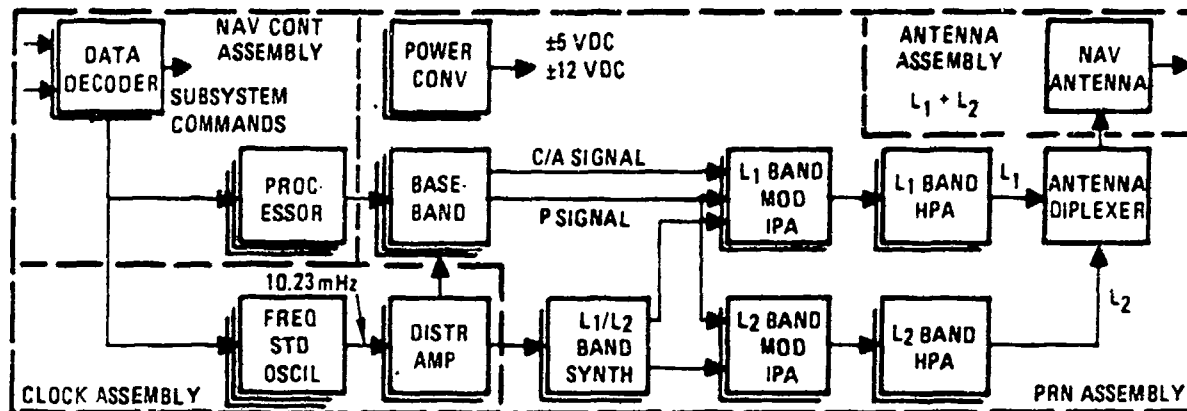 DATA
DECODER
NAV CONT
ASSEMBLY
SUBSYSTEM
COMMANDS
POWER
CONV
±5 VDC
±12 VDC
ANTENNA
ASSEMBLY
L1 + L2
NAV
ANTENNA
PROC-
ESSOR
BASE-
BAND
C/A SIGNAL
P SIGNAL
L1 BAND
MOD
IPA
L1 BAND
HPA
L1
ANTENNA
DIPLEXER
10.23 mHz
FREQ
STD
OSCIL
DISTR
AMP
L1/L2
BAND
SYNTH
L2 BAND
MOD
IPA
L2 BAND
HPA
L2
CLOCK ASSEMBLY
PRN ASSEMBLY